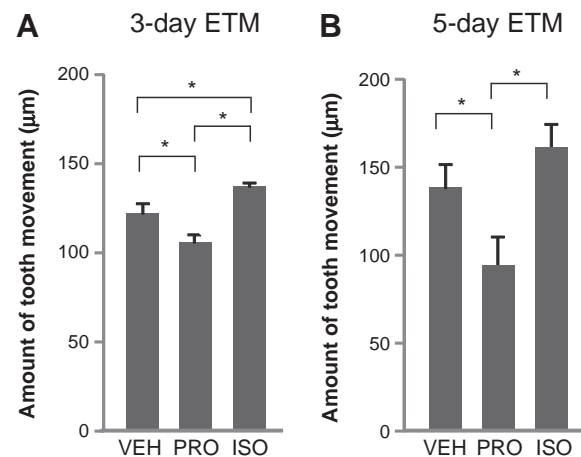 A 3-day ETM
Amount of tooth movement (μm)
200
150
100
50
0
*
*
*
VEH PRO ISO
B 5-day ETM
Amount of tooth movement (μm)
200
150
100
50
0
*
*
VEH PRO ISO